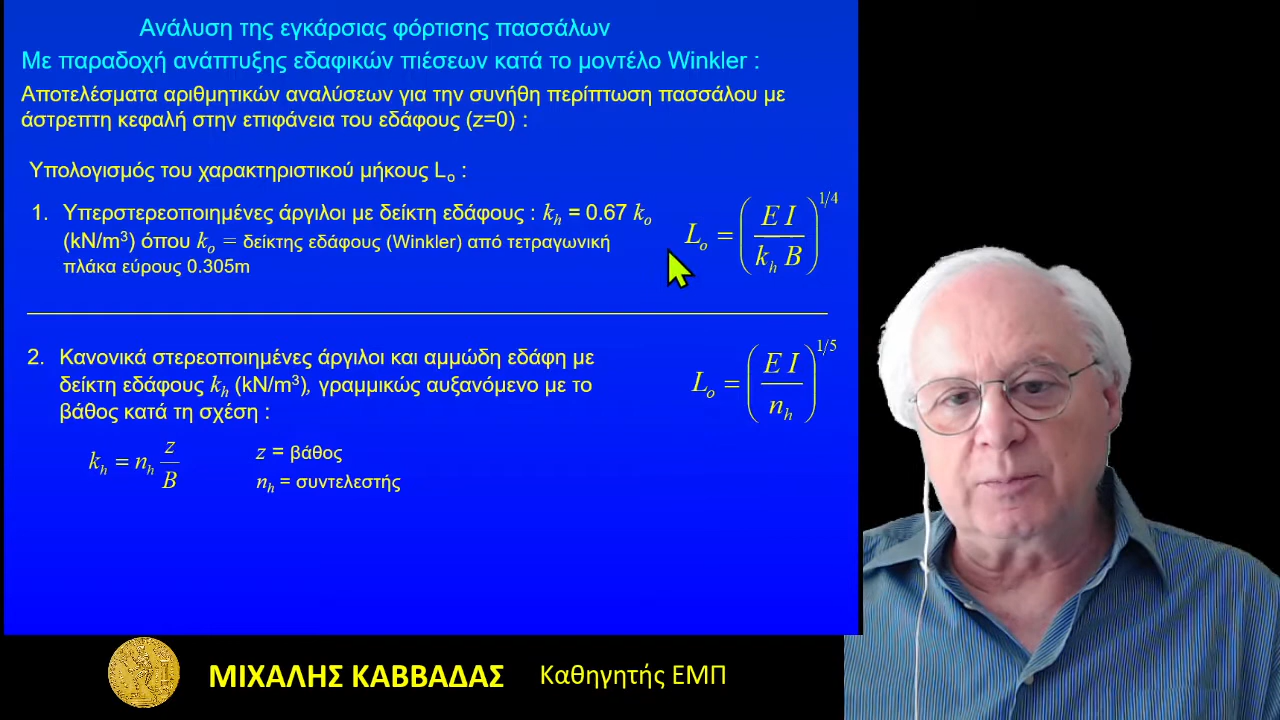 Ανάλυση της εγκάρσιας φόρτισης πασσάλων
Με παραδοχή ανάπτυξης εδαφικών πιέσεων κατά το μοντέλο Winkler :
Αποτελέσματα αριθμητικών αναλύσεων για την συνήθη περίπτωση πασσάλου με
άστρεπτη κεφαλή στην επιφάνεια του εδάφους (z=0) :
Υπολογισμός του χαρακτηριστικού μήκους Lₒ :
1. Υπερστερεοποιημένες άργιλοι με δείκτη εδάφους : kₕ = 0.67 kₒ
(kN/m³) όπου kₒ = δείκτης εδάφους (Winkler) από τετραγωνική
πλάκα εύρους 0.305m
Lₒ = (E I / kₕ B)^1/4
2. Κανονικά στερεοποιημένες άργιλοι και αμμώδη εδάφη με
δείκτη εδάφους kₕ (kN/m³), γραμμικώς αυξανόμενο με το
βάθος κατά τη σχέση :
Lₒ = (E I / nₕ)^1/5
kₕ = nₕ z / B
z = βάθος
nₕ = συντελεστής
ΜΙΧΑΛΗΣ ΚΑΒΒΑΔΑΣ Καθηγητής ΕΜΠ